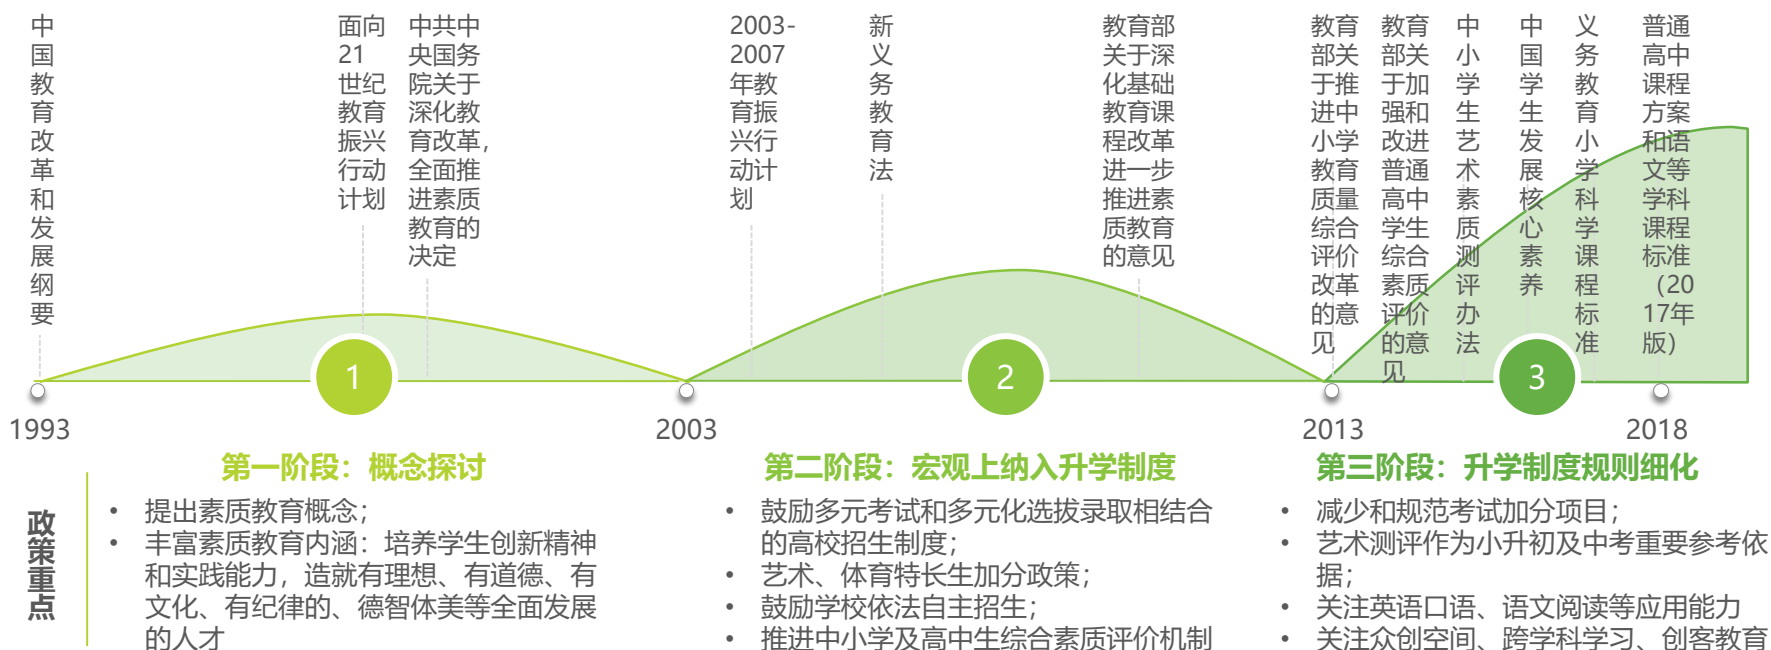 中
国
教
育
改
革
和
发
展
纲
要
面向
21
世纪
教育
振兴
行动
计划
中共中
央国务
院关于
深化教
育改革，
全面推
进素质
教育的
决定
2003-
2007
年教
育振
兴行
动计
划
新
义
务
教
育
法
教育部
关于深
化基础
教育课
程改革
进一步
推进素
质教育
的意见
教育
部关
于推
进中
小学
教育
质量
综合
评价
改革
的意
见
教育
部关
于加
强和
改进
普通
高中
学生
综合
素质
评价
的意
见
中
小
学
生
艺
术
素
质
测
评
办
法
中
国
学
生
发
展
核
心
素
养
义
务
教
育
小
学
科
学
课
程
标
准
普通
高中
课程
方案
和语
文等
学科
课程
标准
（20
17年
版）
1
2
3
1993
2003
2013
2018
第一阶段：概念探讨
第二阶段：宏观上纳入升学制度
第三阶段：升学制度规则细化
政策重点
• 提出素质教育概念；
• 丰富素质教育内涵：培养学生创新精神
和实践能力，造就有理想、有道德、有
文化、有纪律的、德智体美等全面发展
的人才
• 鼓励多元考试和多元化选拔录取相结合
的高校招生制度；
• 艺术、体育特长生加分政策；
• 鼓励学校依法自主招生；
• 推进中小学及高中生综合素质评价机制
• 减少和规范考试加分项目；
• 艺术测评作为小升初及中考重要参考依
据；
• 关注英语口语、语文阅读等应用能力
• 关注众创空间、跨学科学习、创客教育